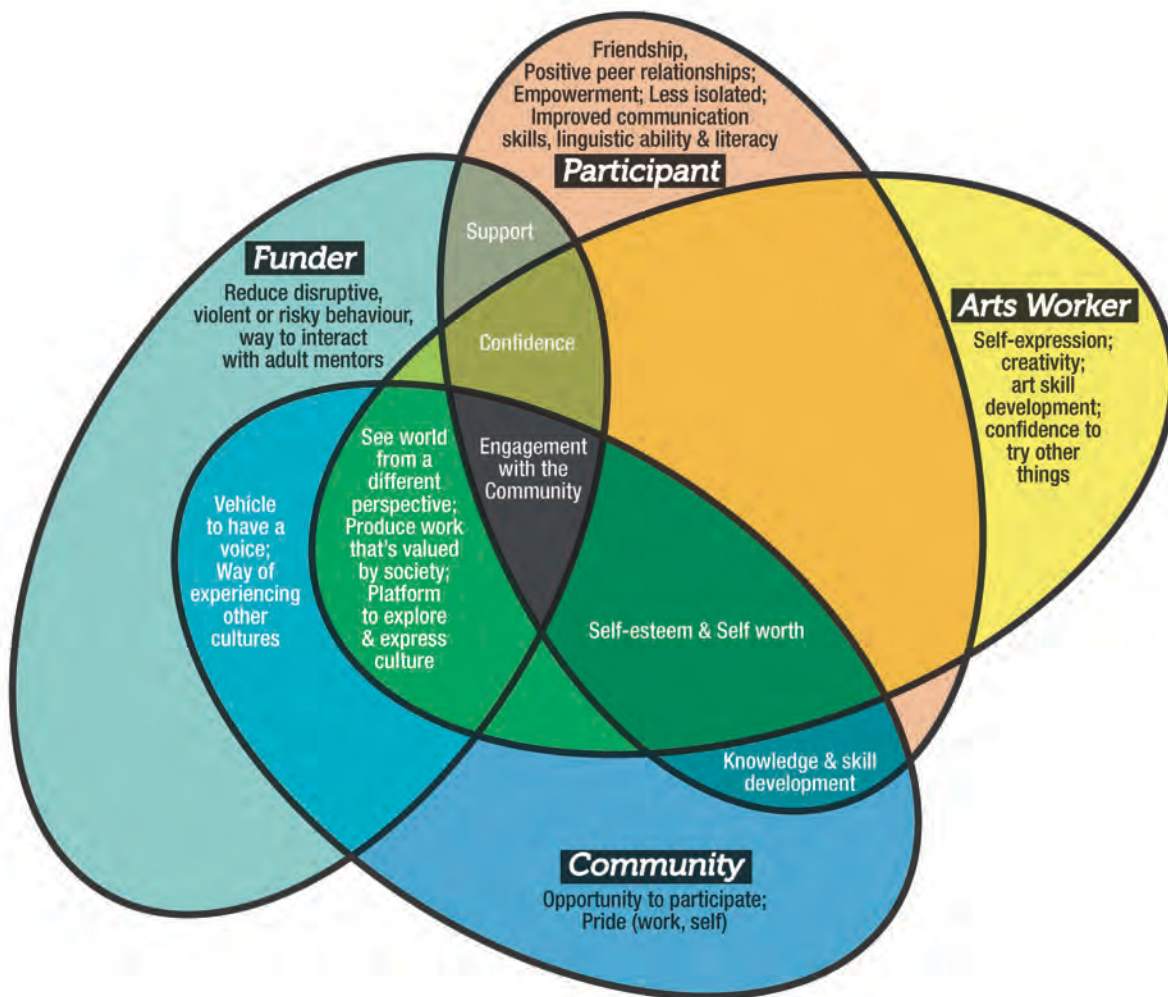 Friendship,
Positive peer relationships;
Empowerment; Less isolated;
Improved communication
skills, linguistic ability & literacy
Participant
Support
Funder
Reduce disruptive,
violent or risky behaviour,
way to interact
with adult mentors
Confidence
Arts Worker
Self-expression;
creativity;
art skill
development;
confidence to
try other
things
See world
from a
different
perspective;
Produce work
that's valued
by society;
Platform
to explore
& express
culture
Engagement
with the
Community
Vehicle
to have a
voice;
Way of
experiencing
other
cultures
Self-esteem & Self worth
Knowledge & skill
development
Community
Opportunity to participate;
Pride (work, self)